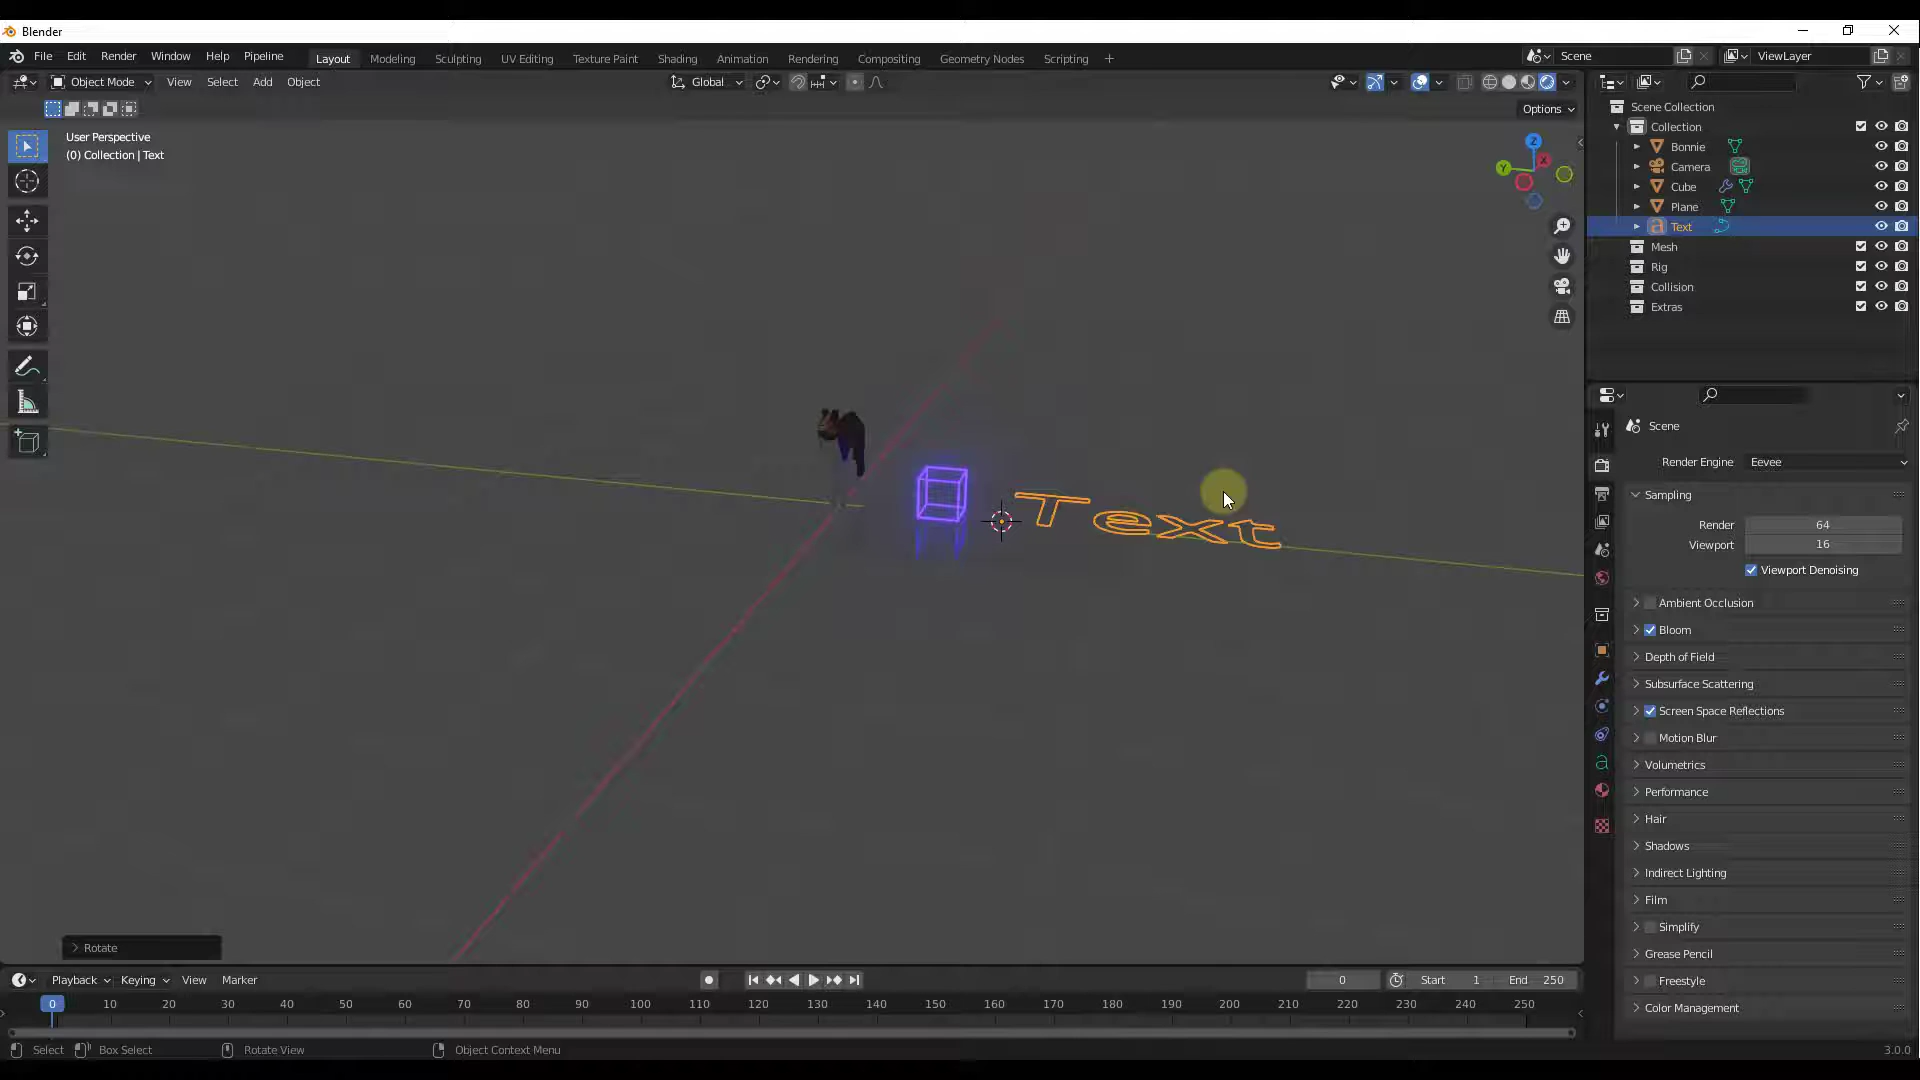 Blender
File Edit Render Window Help Pipeline
Layout Modeling Sculpting UV Editing Texture Paint Shading Animation Rendering Compositing Geometry Nodes Scripting +
Scene
ViewLayer
Object Mode View Select Add Object
Global
Options
User Perspective
(0) Collection | Text
Z
X
Y
Text
Rotate
Scene Collection
Collection
Bonnie
Camera
Cube
Plane
Text
Mesh
Rig
Collision
Extras
Scene
Render Engine Eevee
Sampling
Render 64
Viewport 16
Viewport Denoising
Ambient Occlusion
Bloom
Depth of Field
Subsurface Scattering
Screen Space Reflections
Motion Blur
Volumetrics
Performance
Hair
Shadows
Indirect Lighting
Film
Simplify
Grease Pencil
Freestyle
Color Management
Playback Keying View Marker
0 Start 1 End 250
0 10 20 30 40 50 60 70 80 90 100 110 120 130 140 150 160 170 180 190 200 210 220 230 240 250
Select Box Select Rotate View Object Context Menu
3.0.0